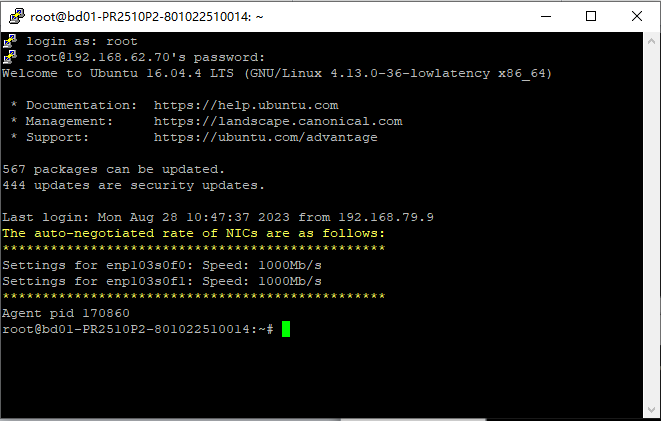 root@bd01-PR2510P2-801022510014: ~
login as: root
root@192.168.62.70's password:
Welcome to Ubuntu 16.04.4 LTS (GNU/Linux 4.13.0-36-lowlatency x86_64)
* Documentation:  https://help.ubuntu.com
* Management:     https://landscape.canonical.com
* Support:        https://ubuntu.com/advantage
567 packages can be updated.
444 updates are security updates.
Last login: Mon Aug 28 10:47:37 2023 from 192.168.79.9
The auto-negotiated rate of NICs are as follows:
************************************************
Settings for enp103s0f0: Speed: 1000Mb/s
Settings for enp103s0f1: Speed: 1000Mb/s
************************************************
Agent pid 170860
root@bd01-PR2510P2-801022510014:~#